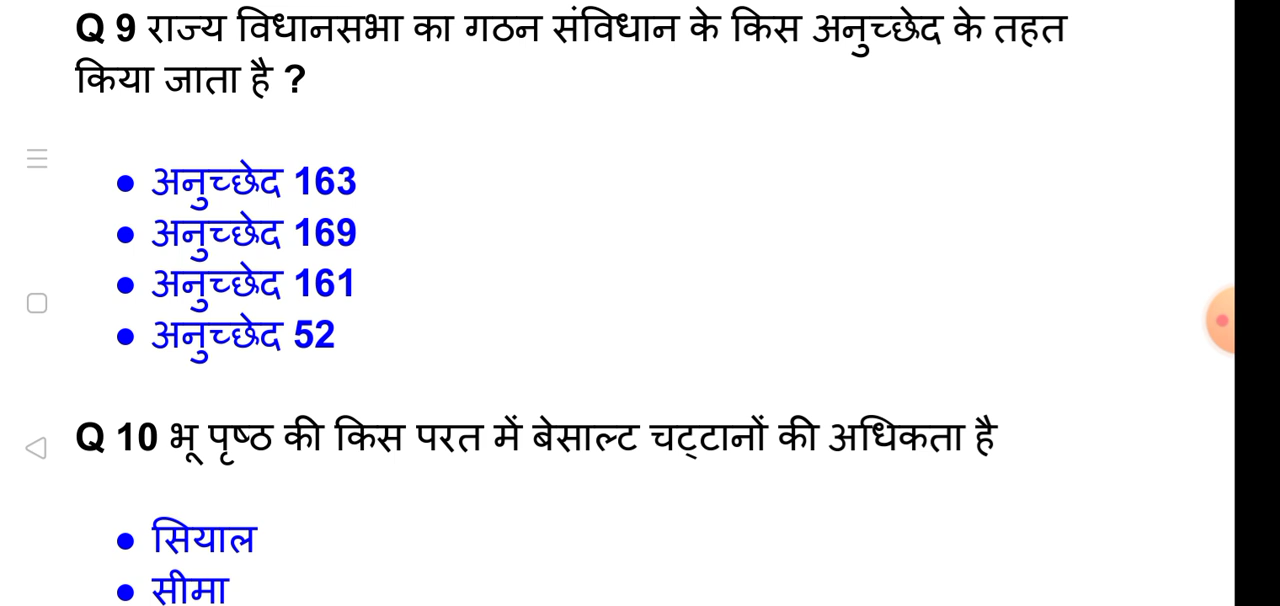 Q 9 राज्य विधानसभा का गठन संविधान के किस अनुच्छेद के तहत
किया जाता है ?
● अनुच्छेद 163
● अनुच्छेद 169
● अनुच्छेद 161
● अनुच्छेद 52
Q 10 भू पृष्ठ की किस परत में बेसाल्ट चट्टानों की अधिकता है
● सियाल
● सीमा